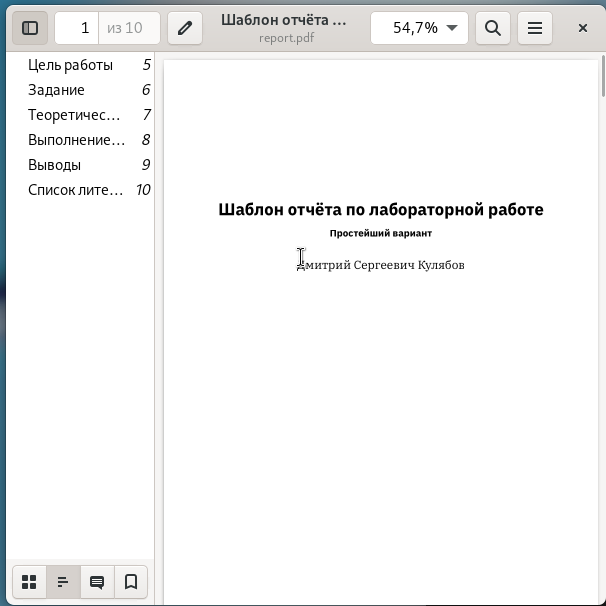 1 из 10
Шаблон отчёта ...
report.pdf
54,7%
Цель работы 5
Задание 6
Теоретичес... 7
Выполнение... 8
Выводы 9
Список лите... 10
Шаблон отчёта по лабораторной работе
Простейший вариант
Дмитрий Сергеевич Кулябов